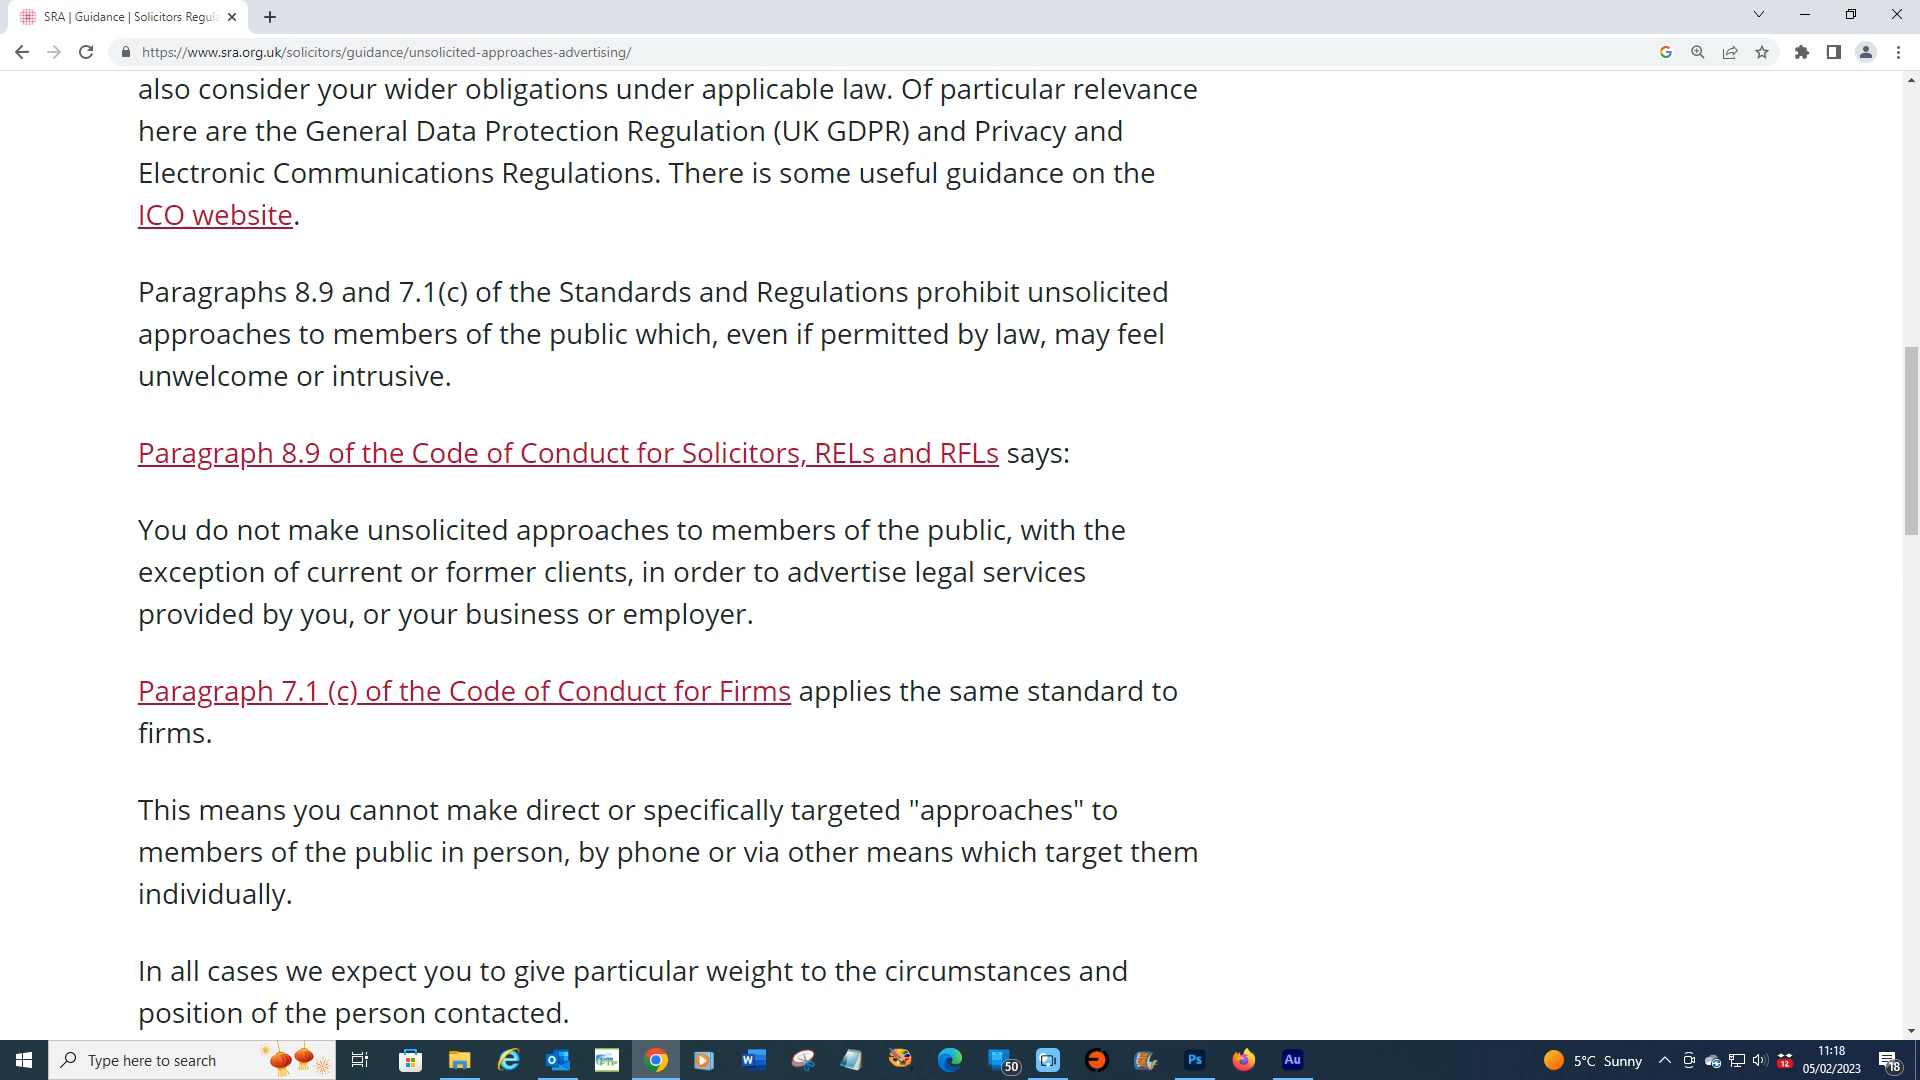 SRA | Guidance | Solicitors Regula
https://www.sra.org.uk/solicitors/guidance/unsolicited-approaches-advertising/
also consider your wider obligations under applicable law. Of particular relevance
here are the General Data Protection Regulation (UK GDPR) and Privacy and
Electronic Communications Regulations. There is some useful guidance on the
ICO website.
Paragraphs 8.9 and 7.1(c) of the Standards and Regulations prohibit unsolicited
approaches to members of the public which, even if permitted by law, may feel
unwelcome or intrusive.
Paragraph 8.9 of the Code of Conduct for Solicitors, RELs and RFLs says:
You do not make unsolicited approaches to members of the public, with the
exception of current or former clients, in order to advertise legal services
provided by you, or your business or employer.
Paragraph 7.1 (c) of the Code of Conduct for Firms applies the same standard to
firms.
This means you cannot make direct or specifically targeted "approaches" to
members of the public in person, by phone or via other means which target them
individually.
In all cases we expect you to give particular weight to the circumstances and
position of the person contacted.
Type here to search
50
Ps
Au
5°C Sunny
12
11:18
05/02/2023
18